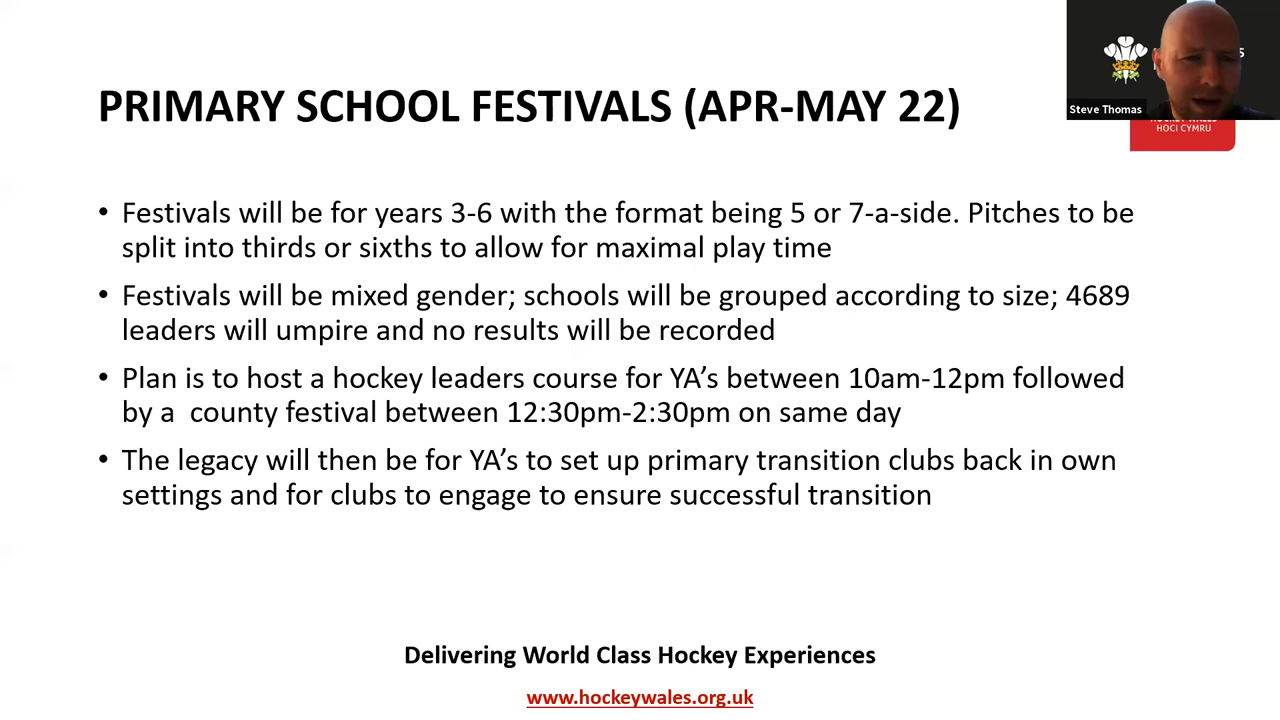 Steve Thomas
HOCI CYMRU
PRIMARY SCHOOL FESTIVALS (APR-MAY 22)
• Festivals will be for years 3-6 with the format being 5 or 7-a-side. Pitches to be
split into thirds or sixths to allow for maximal play time
• Festivals will be mixed gender; schools will be grouped according to size; 4689
leaders will umpire and no results will be recorded
• Plan is to host a hockey leaders course for YA’s between 10am-12pm followed
by a  county festival between 12:30pm-2:30pm on same day
• The legacy will then be for YA’s to set up primary transition clubs back in own
settings and for clubs to engage to ensure successful transition
Delivering World Class Hockey Experiences
www.hockeywales.org.uk